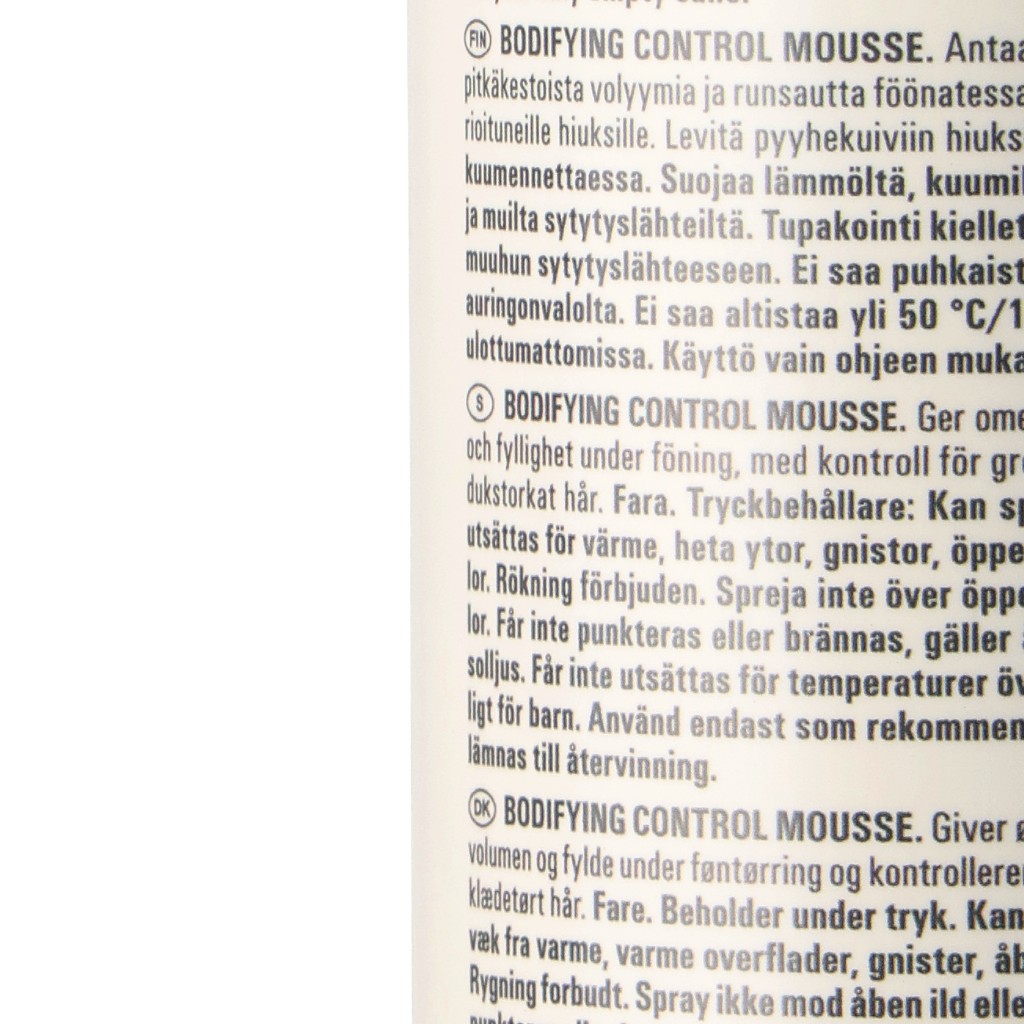 FIN BODIFYING CONTROL MOUSSE. Antaa
pitkäkestoista volyymia ja runsautta föönatessa
rioituneille hiuksille. Levitä pyyhekuiviin hiuks
kuumennettaessa. Suojaa lämmöltä, kuumil
ja muilta sytytyslähteiltä. Tupakointi kiellet
muuhun sytytyslähteeseen. Ei saa puhkaist
auringonvalolta. Ei saa altistaa yli 50 °C/1
ulottumattomissa. Käyttö vain ohjeen muka
S BODIFYING CONTROL MOUSSE. Ger ome
och fyllighet under föning, med kontroll för gr
dukstorkat hår. Fara. Tryckbehållare: Kan sp
utsättas för värme, heta ytor, gnistor, öppe
lor. Rökning förbjuden. Spreja inte över öppe
lor. Får inte punkteras eller brännas, gäller
solljus. Får inte utsättas för temperaturer öv
ligt för barn. Använd endast som rekommen
lämnas till återvinning.
DK BODIFYING CONTROL MOUSSE. Giver ø
volumen og fylde under føntørring og kontrollere
klædetørt hår. Fare. Beholder under tryk. Kan
væk fra varme, varme overflader, gnister, åb
Rygning forbudt. Spray ikke mod åben ild elle